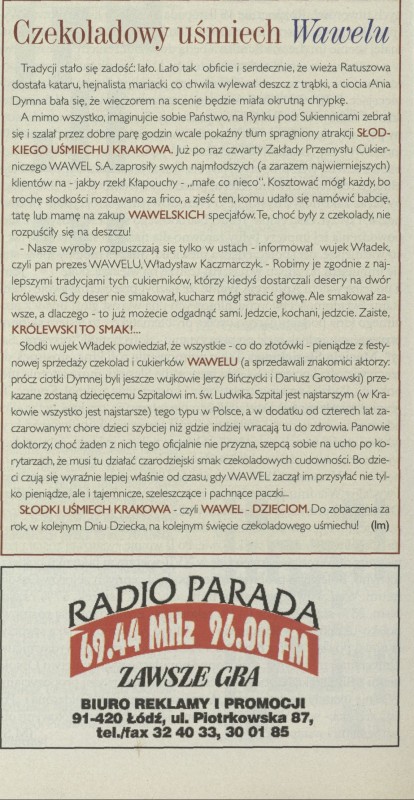 Czekoladowy uśmiech Wawelu
Tradycji stało się zadość: lało. Lało tak obficie i serdecznie, że wieża Ratuszowa
dostała kataru, hejnalista mariacki co chwila wylewał deszcz z trąbki, a ciocia Ania
Dymna bała się, że wieczorem na scenie będzie miała okrutną chrypkę.
A mimo wszystko, imaginujcie sobie Państwo, na Rynku pod Sukiennicami zebrał
się i szalał przez dobre parę godzin wcale pokaźny tłum spragniony atrakcji SŁOD-
KIEGO UŚMIECHU KRAKOWA. Już po raz czwarty Zakłady Przemysłu Cukier-
niczego WAWEL S.A. zaprosiły swych najmłodszych (a zarazem najwierniejszych)
klientów na - jakby rzekł Kłapouchy - „małe co nieco". Kosztować mógł każdy, bo
trochę słodkości rozdawano za frico, a zjeść ten, komu udało się namówić babcię,
tatę lub mamę na zakup WAWELSKICH specjałów. Te, choć były z czekolady, nie
rozpuściły się na deszczu!
- Nasze wyroby rozpuszczają się tylko w ustach - informował wujek Władek,
czyli pan prezes WAWELU, Władysław Kaczmarczyk. - Robimy je zgodnie z naj-
lepszymi tradycjami tych cukierników, którzy kiedyś dostarczali desery na dwór
królewski. Gdy deser nie smakował, kucharz mógł stracić głowę. Ale smakował za-
wsze, a dlaczego - to już możecie odgadnąć sami. Jedzcie, kochani, jedzcie. Zaiste,
KRÓLEWSKI TO SMAK!...
Słodki wujek Władek powiedział, że wszystkie - co do złotówki - pieniądze z festy-
nowej sprzedaży czekolad i cukierków WAWELU (a sprzedawali znakomici aktorzy:
prócz ciotki Dymnej byli jeszcze wujkowie Jerzy Bińczycki i Dariusz Grotowski) prze-
kazane zostaną dziecięcemu Szpitalowi im. św. Ludwika. Szpital jest najstarszym (w Kra-
kowie wszystko jest najstarsze) tego typu w Polsce, a w dodatku od czterech lat za-
czarowanym: chore dzieci szybciej niż gdzie indziej wracają tu do zdrowia. Panowie
doktorzy, choć żaden z nich tego oficjalnie nie przyzna, szepcą sobie na ucho po ko-
rytarzach, że musi tu działać czarodziejski smak czekoladowych cudowności. Bo dzie-
ci czują się wyraźnie lepiej właśnie od czasu, gdy WAWEL zaczął im przysyłać nie tyl-
ko pieniądze, ale i tajemnicze, szeleszczące i pachnące paczki...
SŁODKI UŚMIECH KRAKOWA - czyli WAWEL - DZIECIOM. Do zobaczenia za
rok, w kolejnym Dniu Dziecka, na kolejnym święcie czekoladowego uśmiechu! (lm)
RADIO PARADA
69.44 MHz 96.00 FM
ZAWSZE GRA
BIURO REKLAMY I PROMOCJI
91-420 Łódź, ul. Piotrkowska 87,
tel./fax 32 40 33, 30 01 85